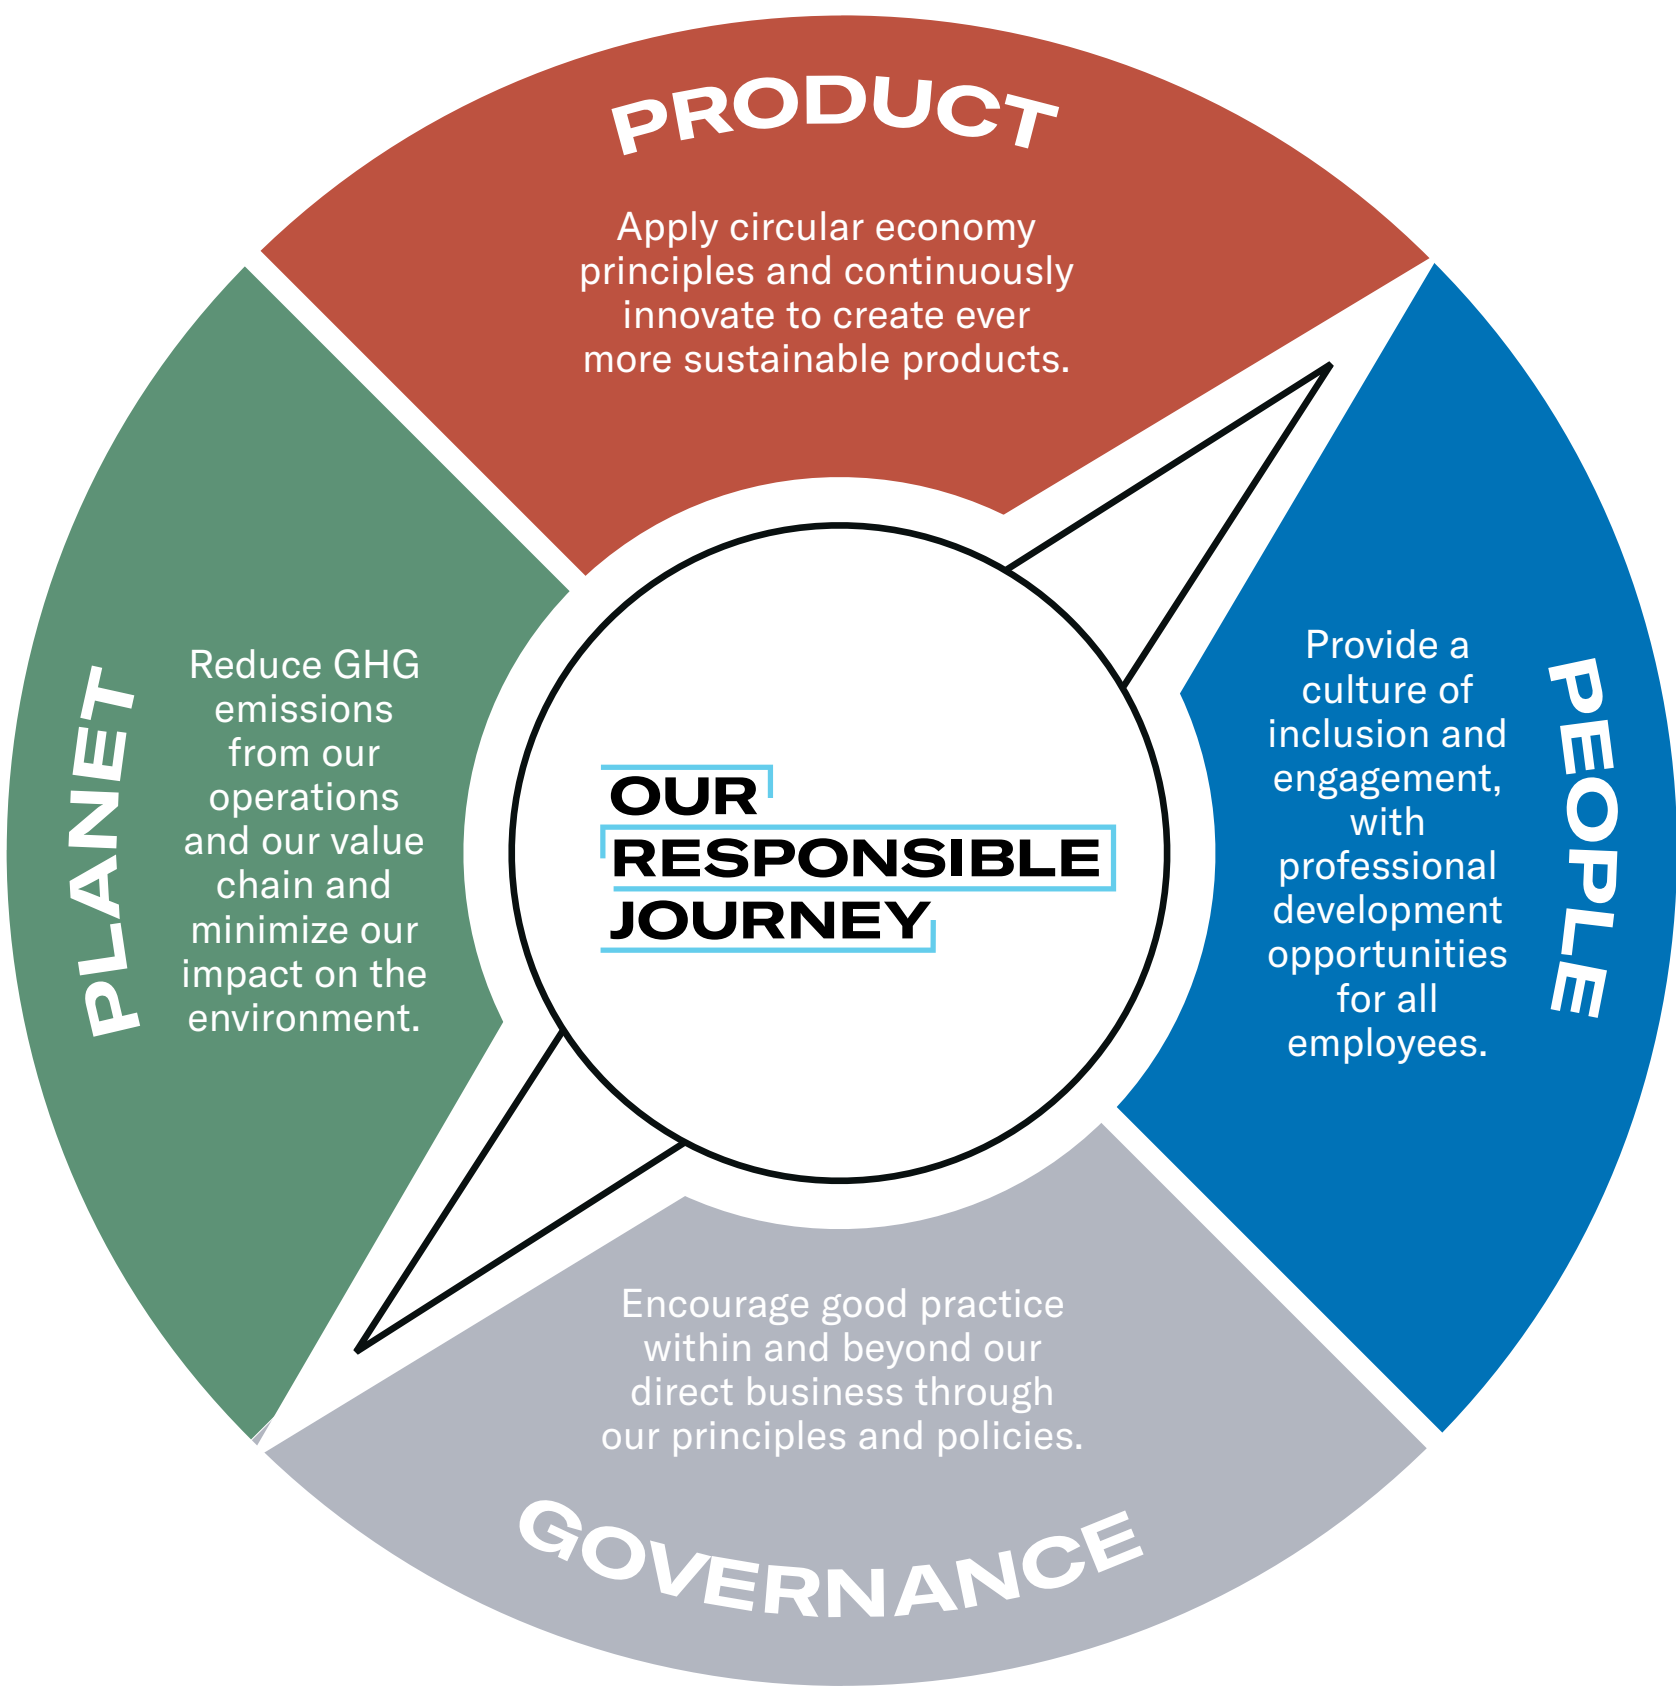 PRODUCT
Apply circular economy
principles and continuously
innovate to create ever
more sustainable products.
PLANET
Reduce GHG
emissions
from our
operations
and our value
chain and
minimize our
impact on the
environment.
OUR
RESPONSIBLE
JOURNEY
PEOPLE
Provide a
culture of
inclusion and
engagement,
with
professional
development
opportunities
for all
employees.
Encourage good practice
within and beyond our
direct business through
our principles and policies.
GOVERNANCE